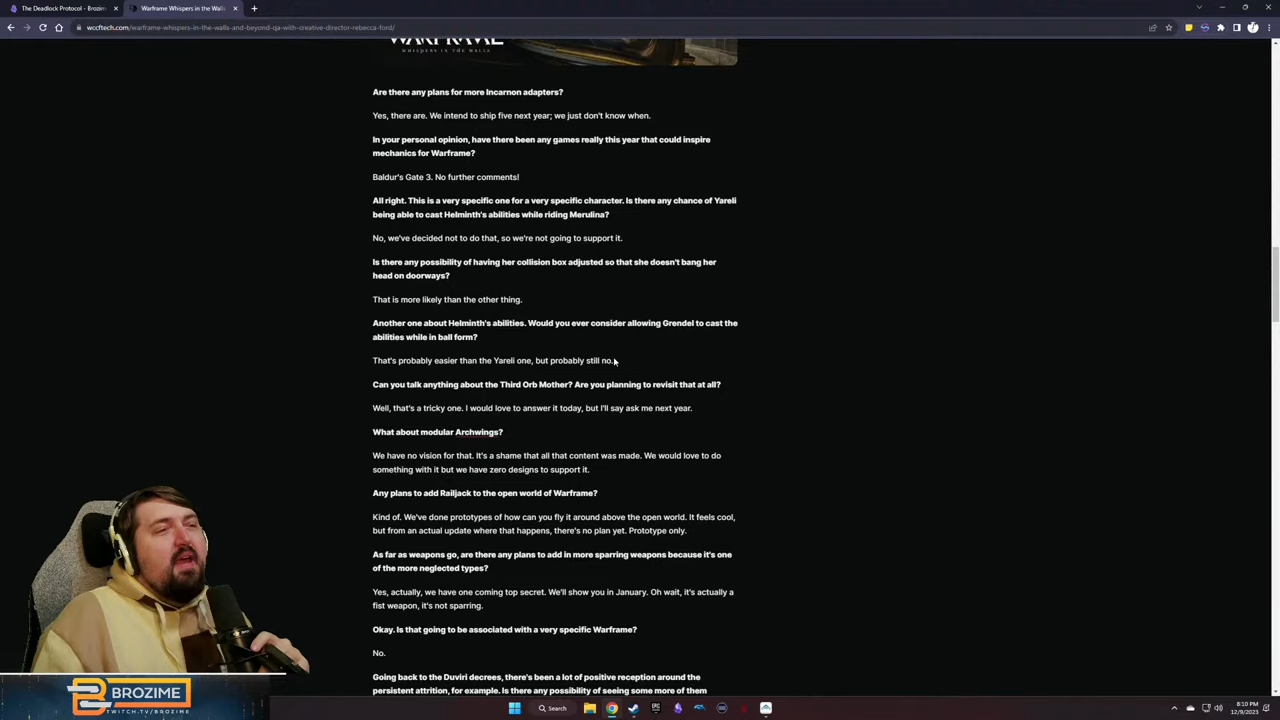 The Deadlock Protocol - Brozime
Warframe Whispers in the Walls
wccftech.com/warframe-whispers-in-the-walls-and-beyond-qa-with-creative-director-rebecca-ford/
WARFRAME
WHISPERS IN THE WALLS
Are there any plans for more Incarnon adapters?
Yes, there are. We intend to ship five next year; we just don't know when.
In your personal opinion, have there been any games really this year that could inspire
mechanics for Warframe?
Baldur's Gate 3. No further comments!
All right. This is a very specific one for a very specific character. Is there any chance of Yareli
being able to cast Helminth's abilities while riding Merulina?
No, we've decided not to do that, so we're not going to support it.
Is there any possibility of having her collision box adjusted so that she doesn't bang her
head on doorways?
That is more likely than the other thing.
Another one about Helminth's abilities. Would you ever consider allowing Grendel to cast the
abilities while in ball form?
That's probably easier than the Yareli one, but probably still no.
Can you talk anything about the Third Orb Mother? Are you planning to revisit that at all?
Well, that's a tricky one. I would love to answer it today, but I'll say ask me next year.
What about modular Archwings?
We have no vision for that. It's a shame that all that content was made. We would love to do
something with it but we have zero designs to support it.
Any plans to add Railjack to the open world of Warframe?
Kind of. We've done prototypes of how can you fly it around above the open world. It feels cool,
but from an actual update where that happens, there's no plan yet. Prototype only.
As far as weapons go, are there any plans to add in more sparring weapons because it's one
of the more neglected types?
Yes, actually, we have one coming top secret. We'll show you in January. Oh wait, it's actually a
fist weapon, it's not sparring.
Okay. Is that going to be associated with a very specific Warframe?
No.
Going back to the Duviri decrees, there's been a lot of positive reception around the
persistent attrition, for example. Is there any possibility of seeing some more of them
BROZIME
TWITCH.TV/BROZIME
Search
EPIC
8:10 PM
12/9/2023